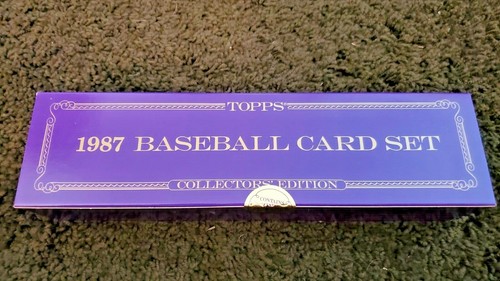 TOPPS®
1987 BASEBALL CARD SET
COLLECTORS' EDITION